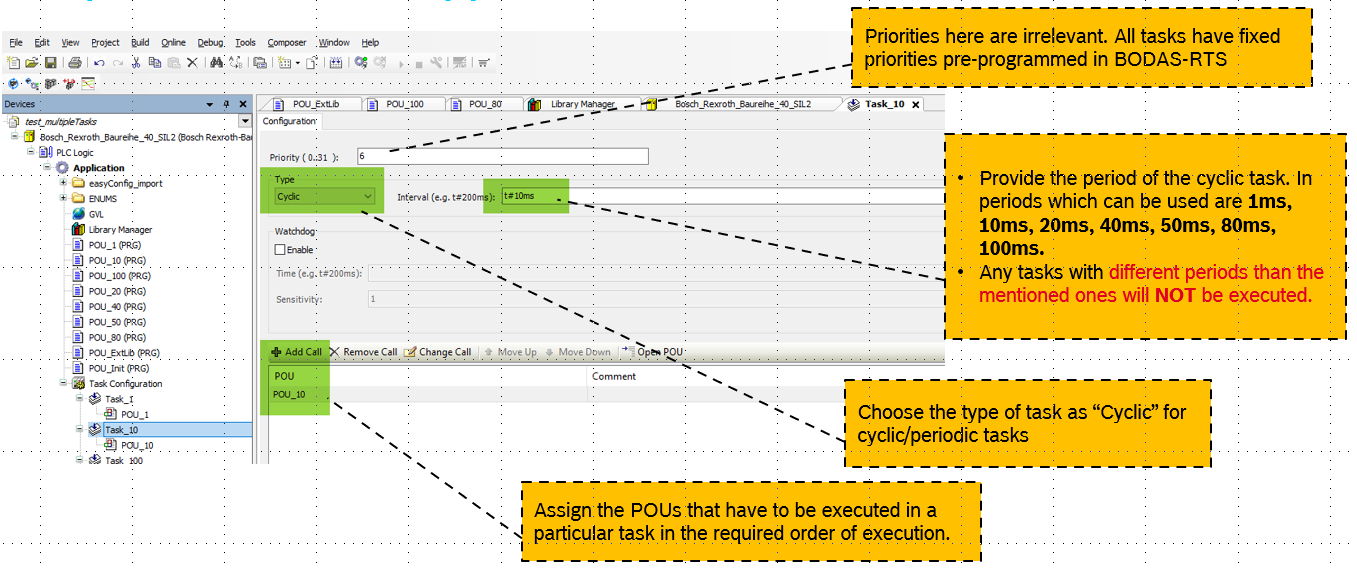 Priorities here are irrelevant. All tasks have fixed
priorities pre-programmed in BODAS-RTS
File Edit View Project Build Online Debug Tools Composer Window Help
Devices
test_multipleTasks
Bosch_Rexroth_Baureihe_40_SIL2 (Bosch Rexroth-Bau
PLC Logic
Application
easyConfig_import
ENUMS
GVL
Library Manager
POU_1 (PRG)
POU_10 (PRG)
POU_100 (PRG)
POU_20 (PRG)
POU_40 (PRG)
POU_50 (PRG)
POU_80 (PRG)
POU_ExtLib (PRG)
POU_Init (PRG)
Task Configuration
Task_1
POU_1
Task_10
POU_10
Task_100
POU_ExtLib POU_100 POU_80 Library Manager Bosch_Rexroth_Baureihe_40_SIL2 Task_10
Configuration
Priority ( 0..31 ): 6
Type
Cyclic Interval (e.g. t#200ms): t#10ms
Watchdog
Enable
Time (e.g. t#200ms):
Sensitivity: 1
Add Call Remove Call Change Call Move Up Move Down Open POU
POU Comment
POU_10
• Provide the period of the cyclic task. In
periods which can be used are 1ms,
10ms, 20ms, 40ms, 50ms, 80ms,
100ms.
• Any tasks with different periods than the
mentioned ones will NOT be executed.
Choose the type of task as “Cyclic” for
cyclic/periodic tasks
Assign the POUs that have to be executed in a
particular task in the required order of execution.